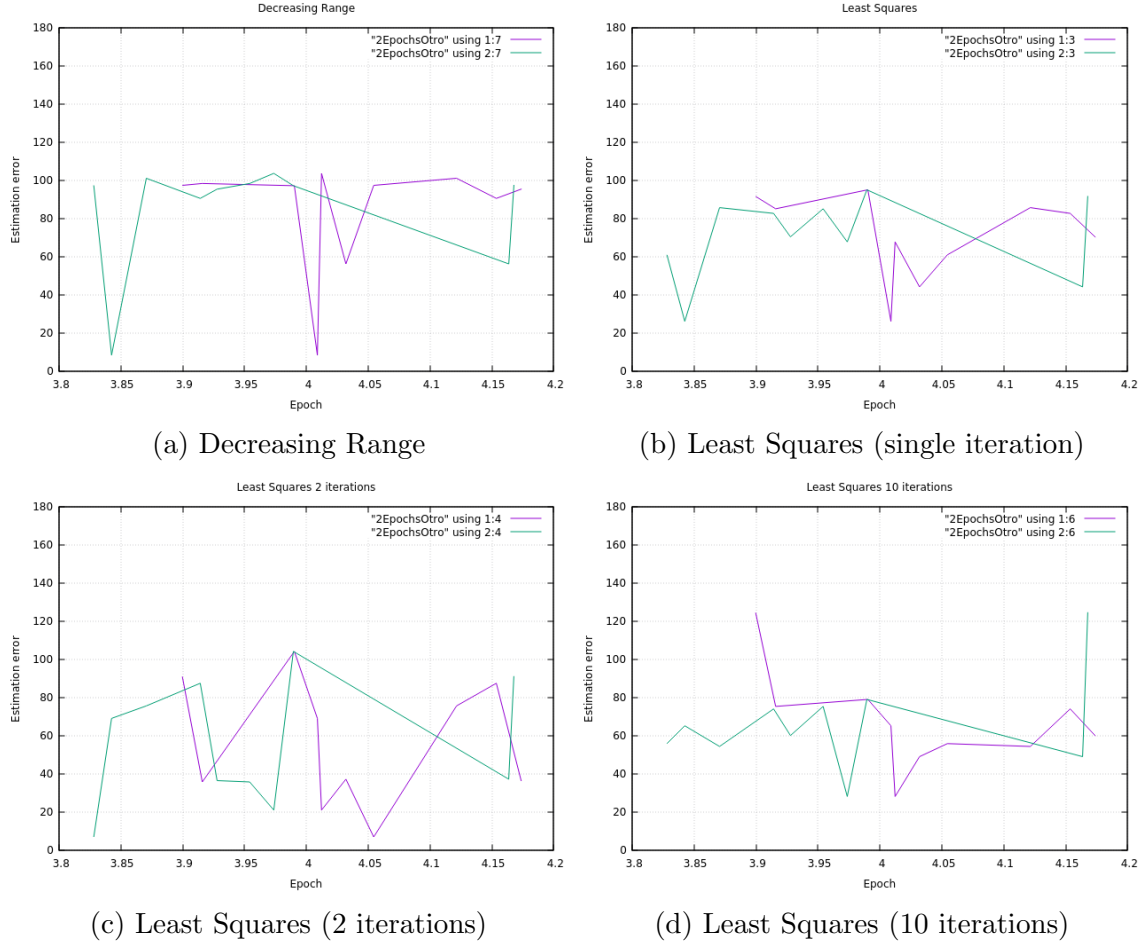 Decreasing Range
180
160
140
120
100
80
60
40
20
0
3.8 3.85 3.9 3.95 4 4.05 4.1 4.15 4.2
Estimation error
Epoch
"2EpochsOtro" using 1:7
"2EpochsOtro" using 2:7
(a) Decreasing Range
Least Squares
180
160
140
120
100
80
60
40
20
0
3.8 3.85 3.9 3.95 4 4.05 4.1 4.15 4.2
Estimation error
Epoch
"2EpochsOtro" using 1:3
"2EpochsOtro" using 2:3
(b) Least Squares (single iteration)
Least Squares 2 iterations
180
160
140
120
100
80
60
40
20
0
3.8 3.85 3.9 3.95 4 4.05 4.1 4.15 4.2
Estimation error
Epoch
"2EpochsOtro" using 1:4
"2EpochsOtro" using 2:4
(c) Least Squares (2 iterations)
Least Squares 10 iterations
180
160
140
120
100
80
60
40
20
0
3.8 3.85 3.9 3.95 4 4.05 4.1 4.15 4.2
Estimation error
Epoch
"2EpochsOtro" using 1:6
"2EpochsOtro" using 2:6
(d) Least Squares (10 iterations)